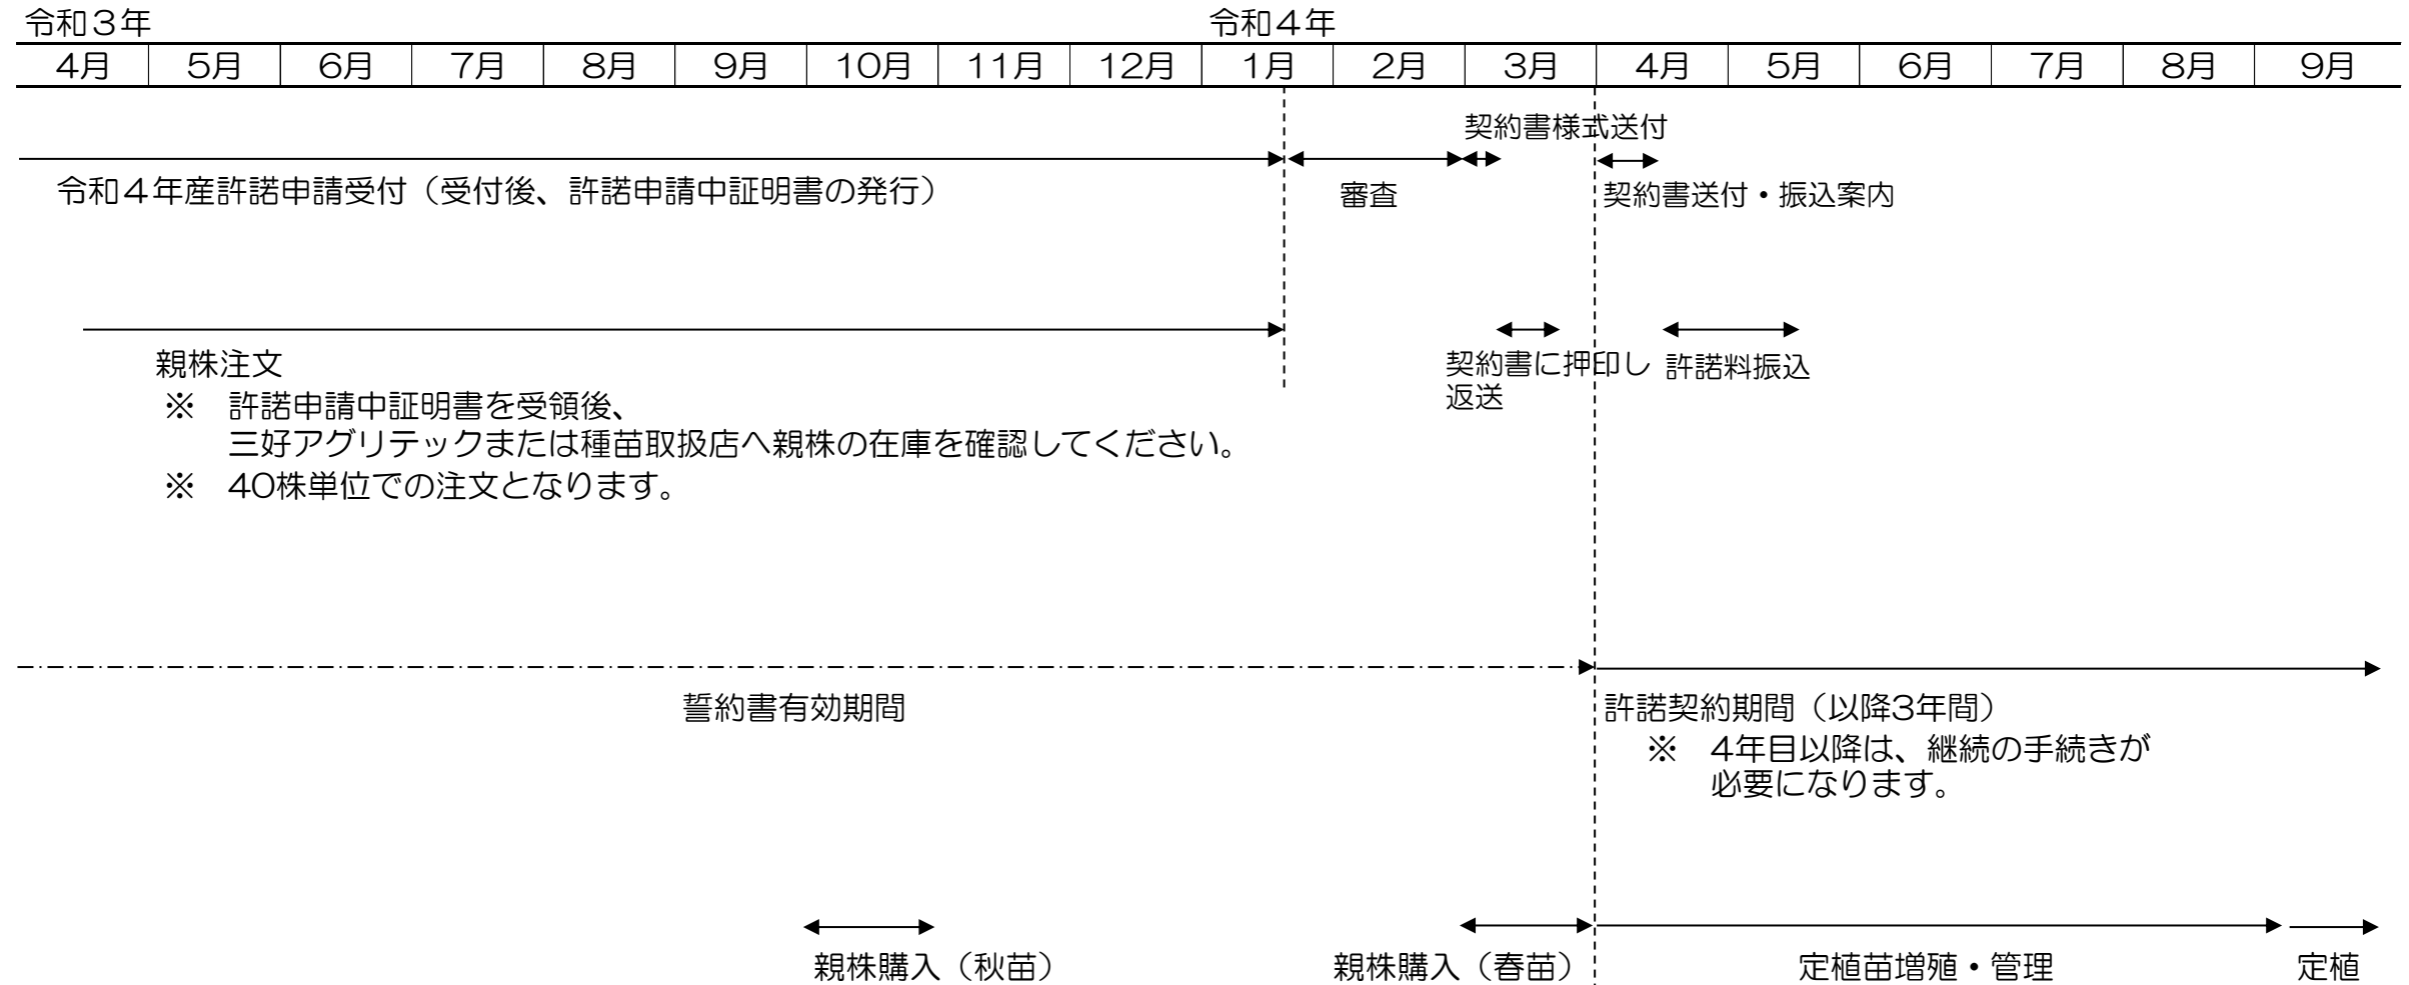 令和３年
令和４年
4月 5月 6月 7月 8月 9月 10月 11月 12月 1月 2月 3月 4月 5月 6月 7月 8月 9月
契約書様式送付
令和４年産許諾申請受付（受付後、許諾申請中証明書の発行）
審査
契約書送付・振込案内
親株注文
※　許諾申請中証明書を受領後、
三好アグリテックまたは種苗取扱店へ親株の在庫を確認してください。
※　40株単位での注文となります。
契約書に押印し
返送
許諾料振込
誓約書有効期間
許諾契約期間（以降3年間）
※　4年目以降は、継続の手続きが
必要になります。
親株購入（秋苗）
親株購入（春苗）
定植苗増殖・管理
定植